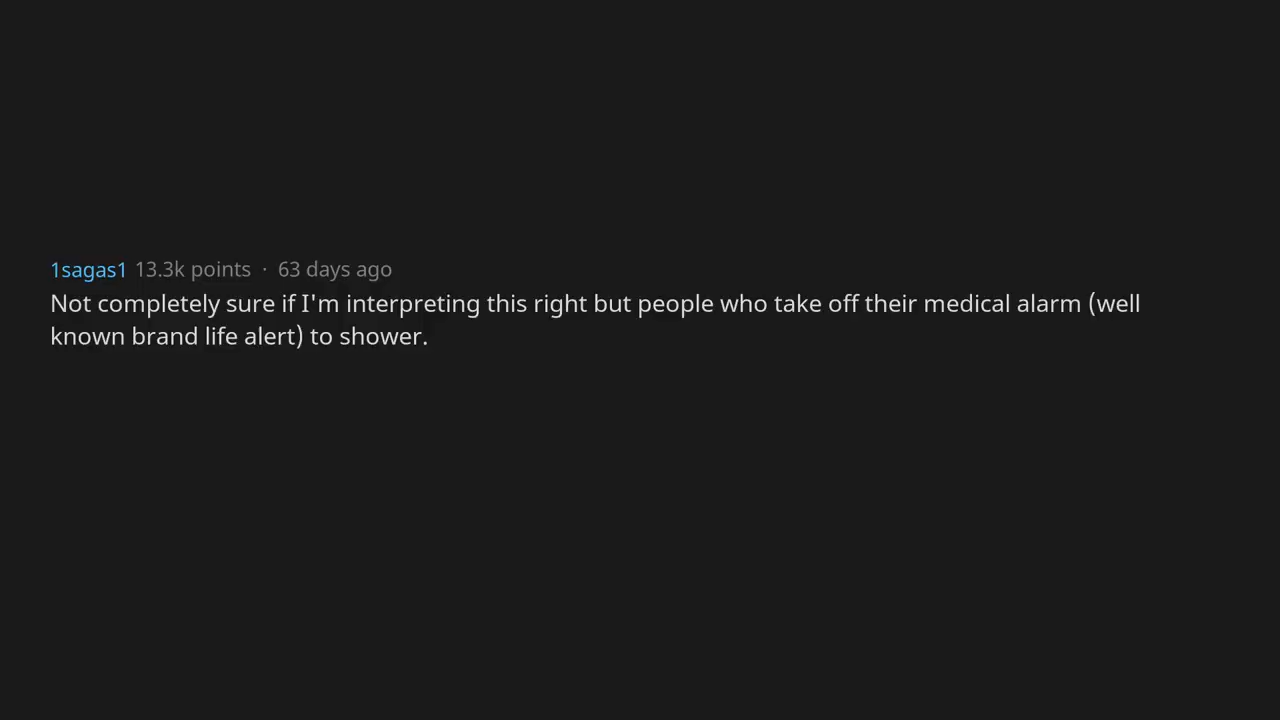 1sagas1 13.3k points · 63 days ago
Not completely sure if I'm interpreting this right but people who take off their medical alarm (well
known brand life alert) to shower.